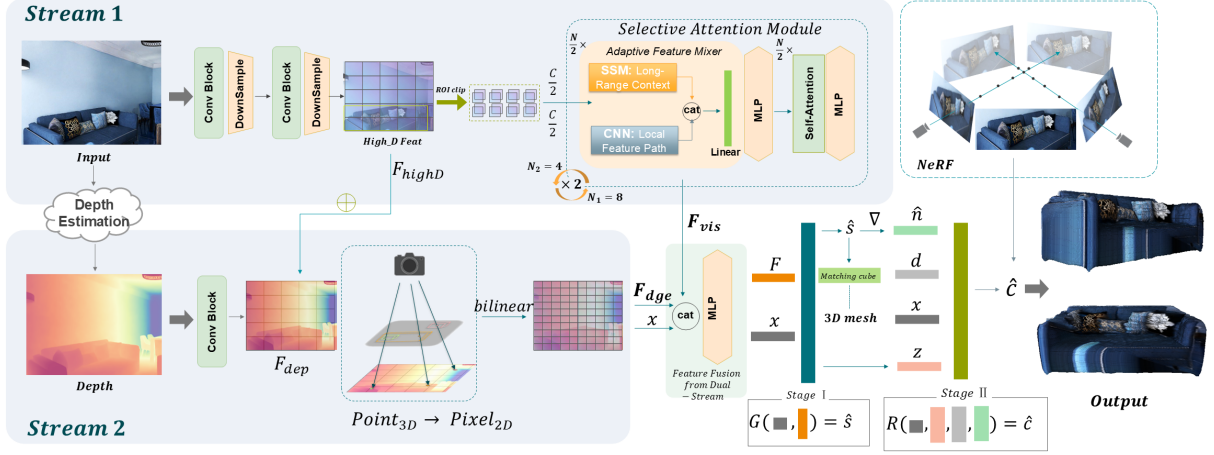 Stream 1
Input
Conv Block
DownSample
Conv Block
DownSample
High_D Feat
ROI clip
C/2
C/2
Selective Attention Module
N/2 ×
Adaptive Feature Mixer
SSM: Long-
Range Context
CNN: Local
Feature Path
cat
Linear
MLP
N/2 ×
Self-Attention
MLP
N₂ = 4
× 2
N₁ = 8
NeRF
Depth
Estimation
F_highD
F_vis
Depth
Conv Block
F_dep
Point_3D → Pixel_2D
bilinear
F_dge
x
cat
MLP
Feature Fusion
from Dual
− Stream
F
x
ŝ
∇
n̂
Matching cube
3D mesh
d
x
z
ĉ
Stage Ⅰ
G( , ) = ŝ
Stage Ⅱ
R( , , , ) = ĉ
Output
Stream 2